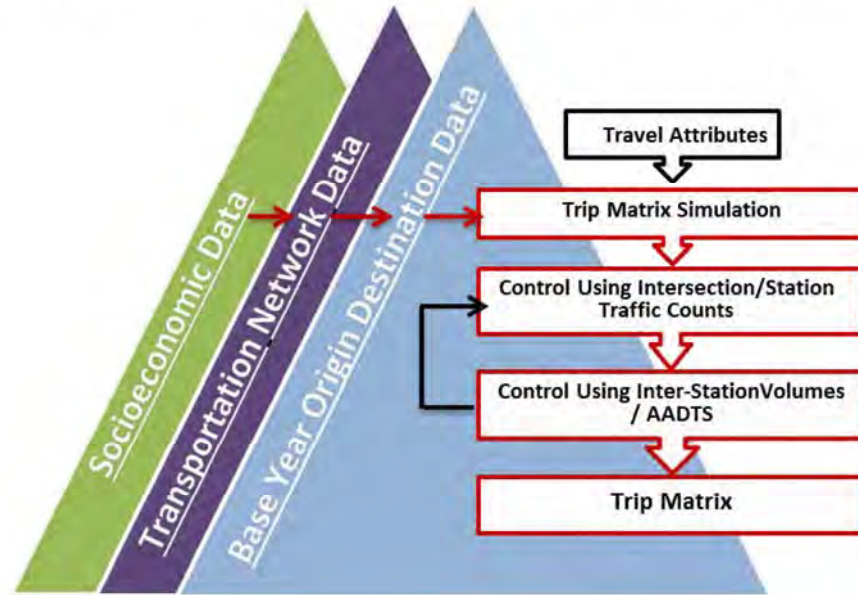 Socioeconomic Data
Transportation Network Data
Base Year Origin Destination Data
Travel Attributes
Trip Matrix Simulation
Control Using Intersection/Station
Traffic Counts
Control Using Inter-StationVolumes
/ AADTS
Trip Matrix